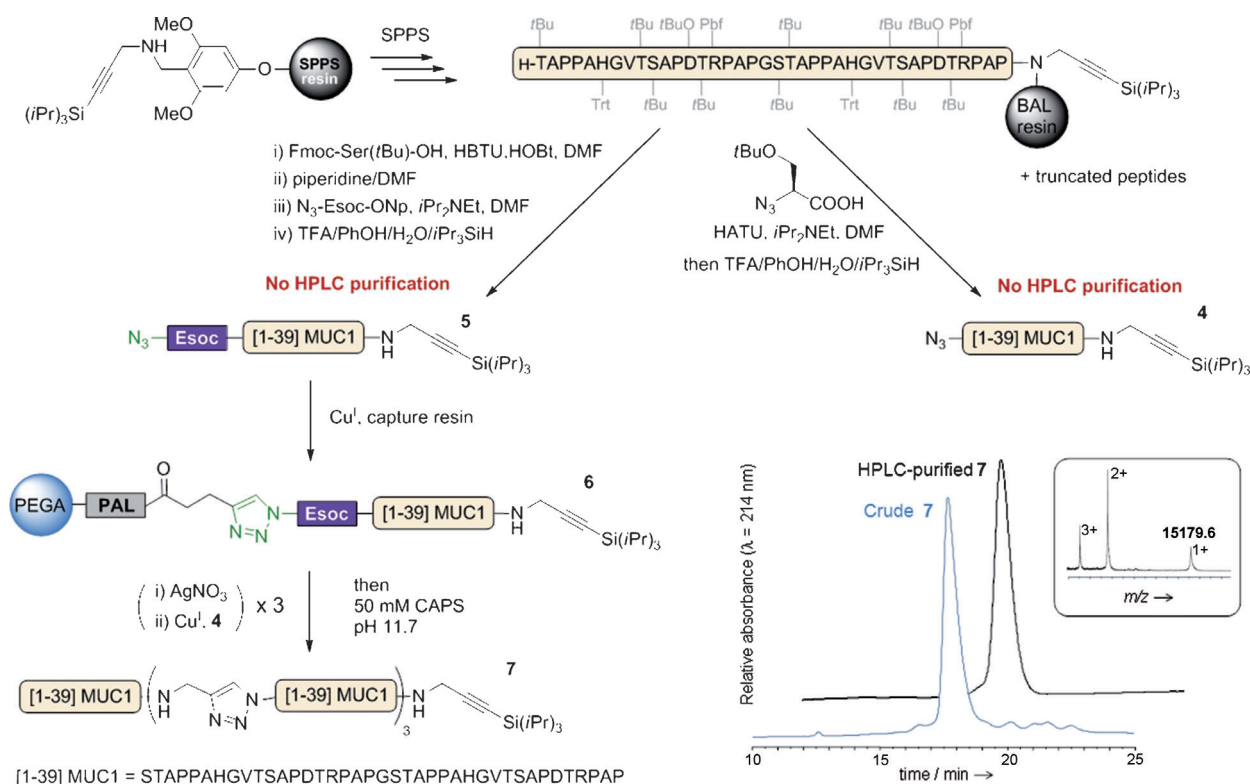 MeO
NH
O
SPPS
resin
OMe
(iPr)3Si
SPPS
tBu
tBu
tBuO
Pbf
tBu
tBu
tBuO
Pbf
H-TAPPAHGVTSAPDTRPAPGSTAPPAHGVTSAPDTRPAP
N
Trt
tBu
tBu
tBu
Trt
tBu
tBu
BAL
resin
Si(iPr)3
+ truncated peptides
i) Fmoc-Ser(tBu)-OH, HBTU,HOBt, DMF
ii) piperidine/DMF
iii) N3-Esoc-ONp, iPr2NEt, DMF
iv) TFA/PhOH/H2O/iPr3SiH
tBuO
N3
COOH
HATU, iPr2NEt, DMF
then TFA/PhOH/H2O/iPr3SiH
No HPLC purification
No HPLC purification
5
N3
Esoc
[1-39] MUC1
N
H
Si(iPr)3
4
N3
[1-39] MUC1
N
H
Si(iPr)3
CuI, capture resin
PEGA
PAL
O
N
N
N
Esoc
[1-39] MUC1
N
H
Si(iPr)3
6
i) AgNO3
ii) CuI, 4
x 3
then
50 mM CAPS
pH 11.7
7
[1-39] MUC1
H
N
N
N
N
[1-39] MUC1
3
H
N
Si(iPr)3
[1-39] MUC1 = STAPPAHGVTSAPDTRPAPGSTAPPAHGVTSAPDTRPAP
Relative absorbance (λ = 214 nm)
HPLC-purified 7
Crude 7
3+
2+
15179.6
1+
m/z →
10
15
20
25
time / min →